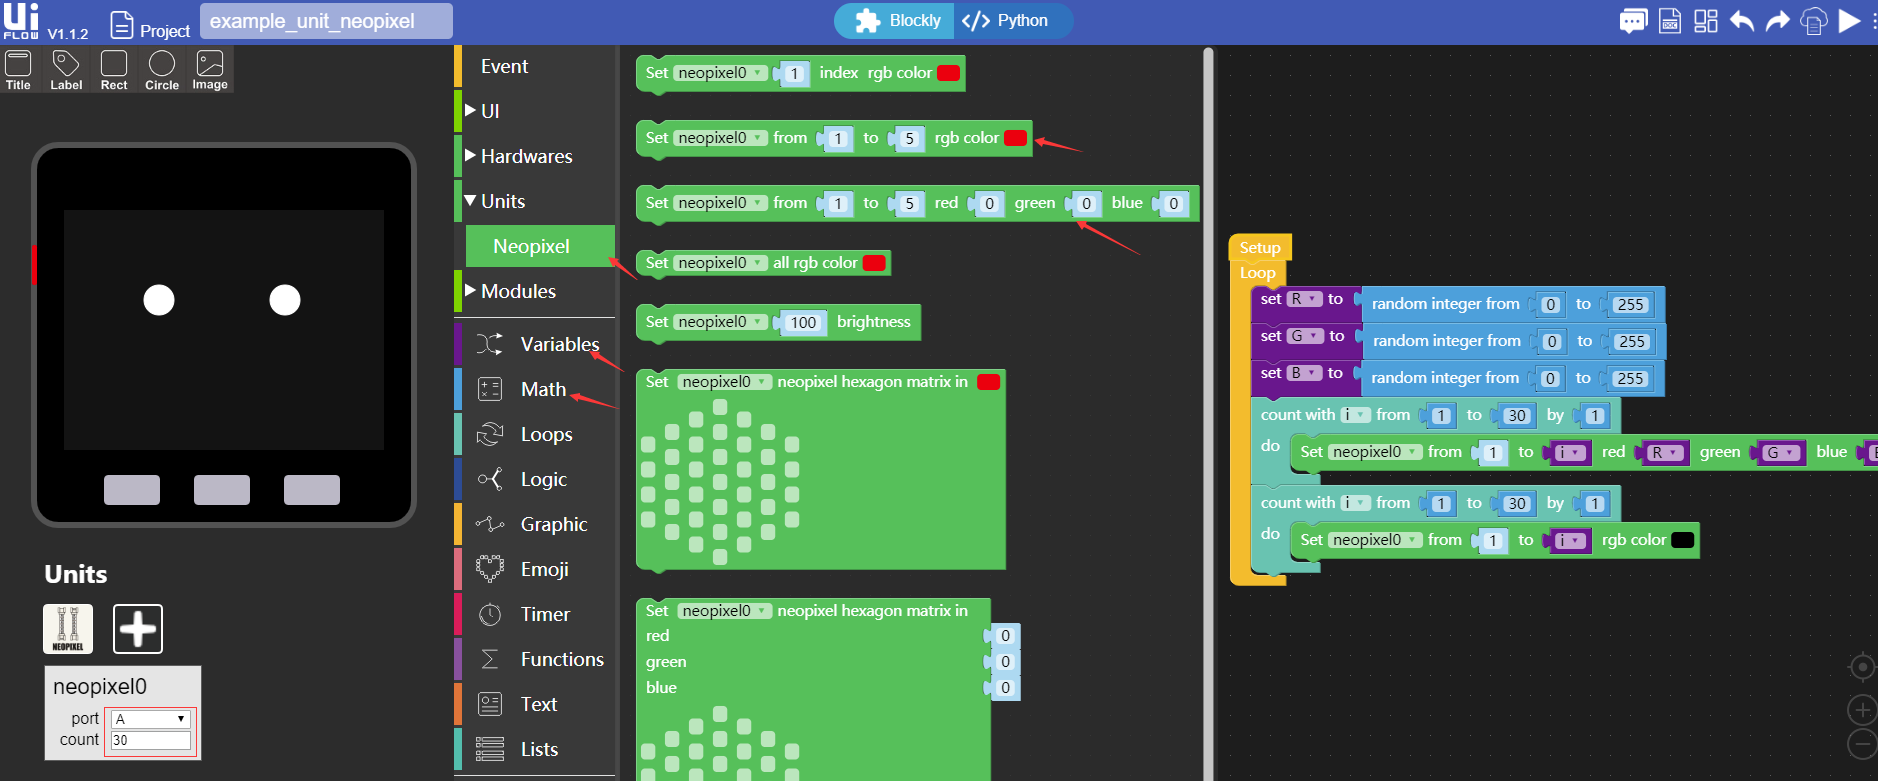 Ui
FLOW V1.1.2
Project
example_unit_neopixel
Blockly
Python
DOC
Title
Label
Rect
Circle
Image
Units
NEOPIXEL
neopixel0
port A
count 30
Event
UI
Hardwares
Units
Neopixel
Modules
Variables
Math
Loops
Logic
Graphic
Emoji
Timer
Functions
Text
Lists
Set neopixel0 1 index rgb color
Set neopixel0 from 1 to 5 rgb color
Set neopixel0 from 1 to 5 red 0 green 0 blue 0
Set neopixel0 all rgb color
Set neopixel0 100 brightness
Set neopixel0 neopixel hexagon matrix in
Set neopixel0 neopixel hexagon matrix in
red 0
green 0
blue 0
Setup
Loop
set R to random integer from 0 to 255
set G to random integer from 0 to 255
set B to random integer from 0 to 255
count with i from 1 to 30 by 1
do Set neopixel0 from 1 to i red R green G blue
count with i from 1 to 30 by 1
do Set neopixel0 from 1 to i rgb color